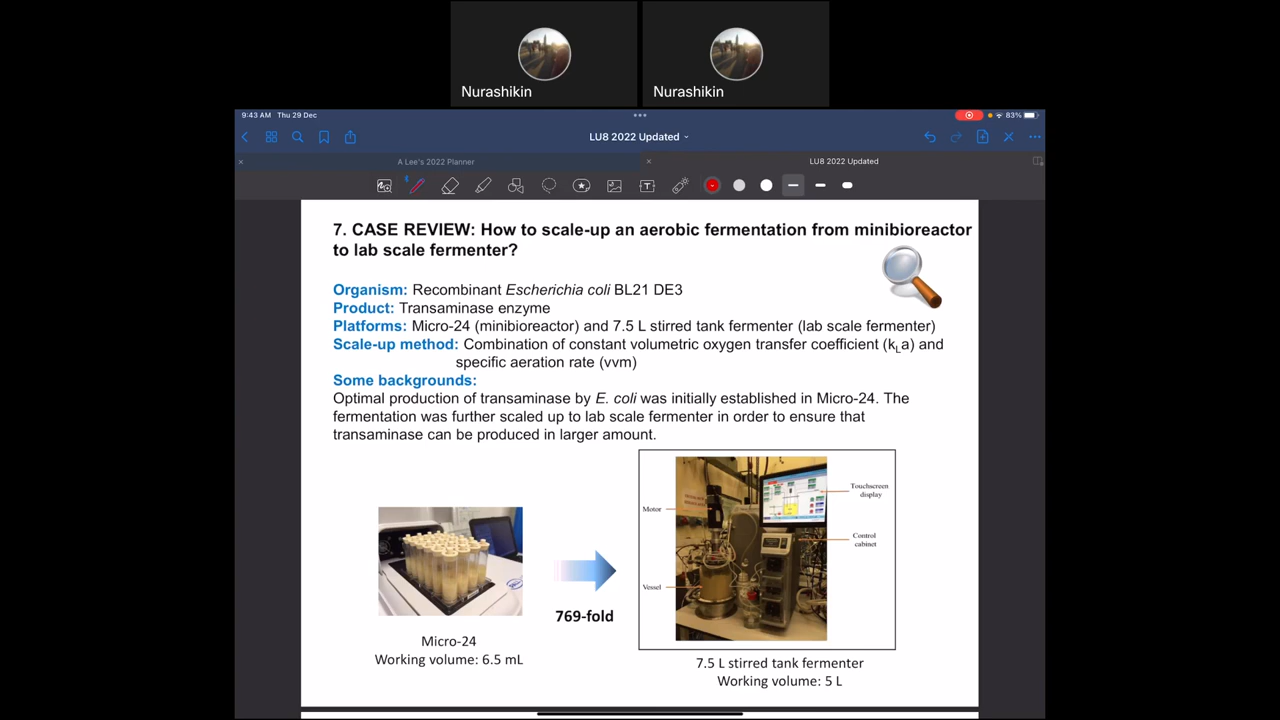 Nurashikin
Nurashikin
9:43 AM Thu 29 Dec
83%
LU8 2022 Updated
A Lee's 2022 Planner
LU8 2022 Updated
7. CASE REVIEW: How to scale-up an aerobic fermentation from minibioreactor
to lab scale fermenter?
Organism: Recombinant Escherichia coli BL21 DE3
Product: Transaminase enzyme
Platforms: Micro-24 (minibioreactor) and 7.5 L stirred tank fermenter (lab scale fermenter)
Scale-up method: Combination of constant volumetric oxygen transfer coefficient (kLa) and
specific aeration rate (vvm)
Some backgrounds:
Optimal production of transaminase by E. coli was initially established in Micro-24. The
fermentation was further scaled up to lab scale fermenter in order to ensure that
transaminase can be produced in larger amount.
Motor
Vessel
Touchscreen
display
Control
cabinet
769-fold
Micro-24
Working volume: 6.5 mL
7.5 L stirred tank fermenter
Working volume: 5 L